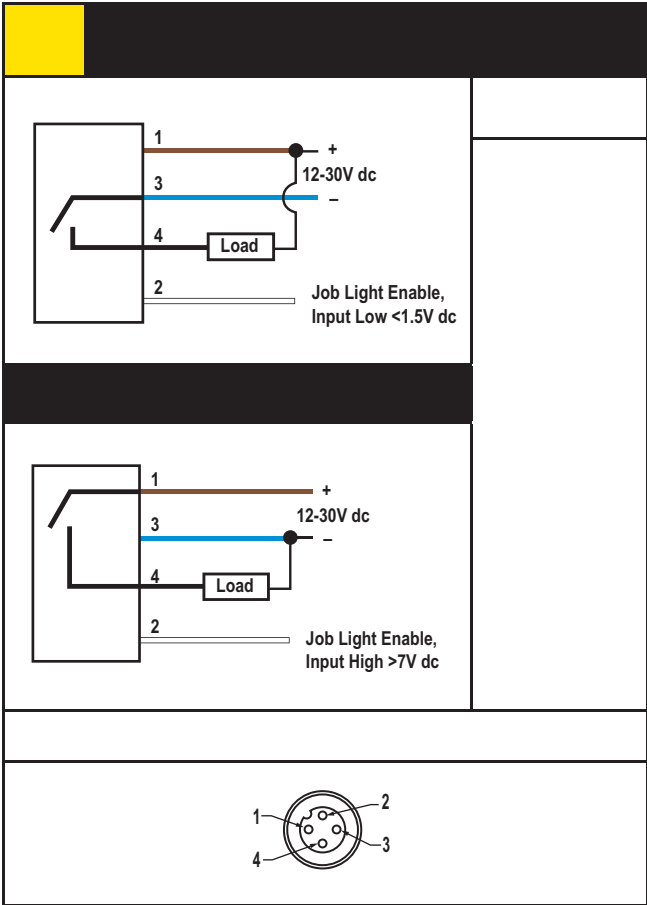 1
+
12-30V dc
3
–
4
Load
2
Job Light Enable,
Input Low <1.5V dc
1
+
12-30V dc
3
–
4
Load
2
Job Light Enable,
Input High >7V dc
2
1
3
4